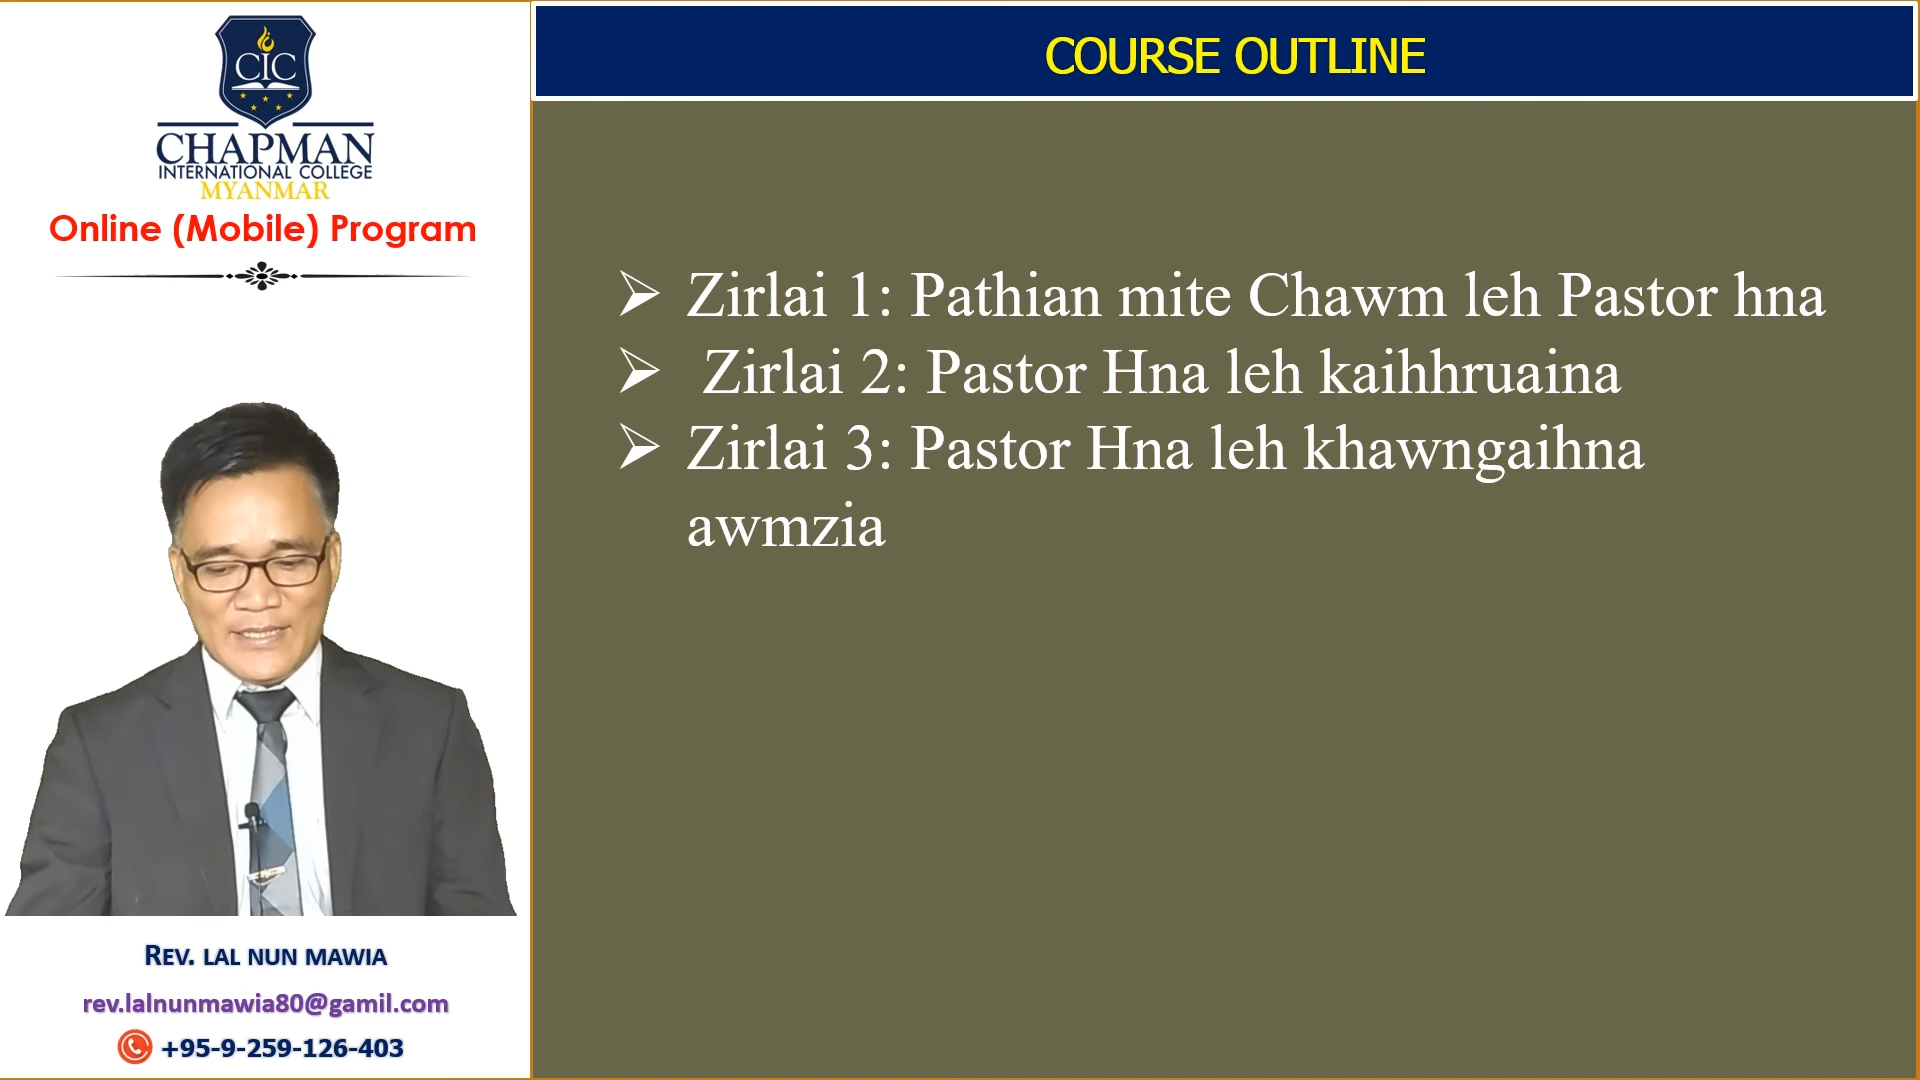 CIC
CHAPMAN
INTERNATIONAL COLLEGE
MYANMAR
Online (Mobile) Program
REV. LAL NUN MAWIA
rev.lalnunmawia80@gamil.com
+95-9-259-126-403
COURSE OUTLINE
➢ Zirlai 1: Pathian mite Chawm leh Pastor hna
➢ Zirlai 2: Pastor Hna leh kaihhruaina
➢ Zirlai 3: Pastor Hna leh khawngaihna
awmzia